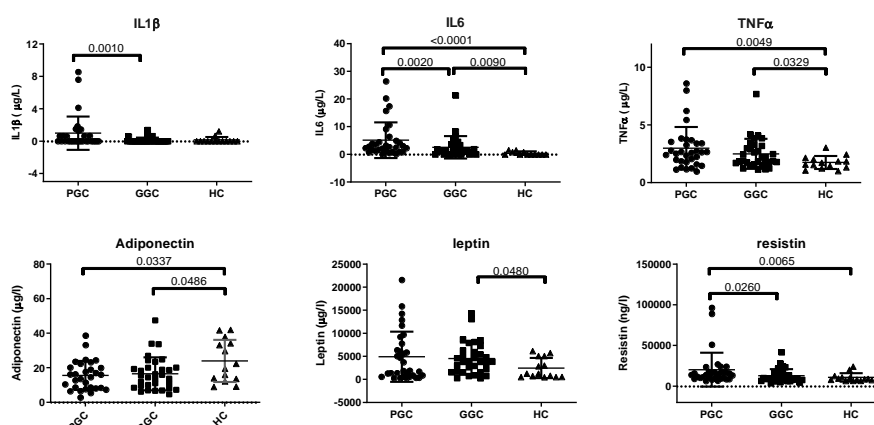 IL1β
IL1β ( μg/L)
12
8
4
0
-4
0.0010
PGC
GGC
HC
IL6
IL6 (μg/L)
40
30
20
10
0
-10
<0.0001
0.0020
0.0090
PGC
GGC
HC
TNFα
TNFα (μg/L)
10
5
0
0.0049
0.0329
PGC
GGC
HC
Adiponectin
Adiponectin (μg/l)
80
60
40
20
0
0.0337
0.0486
PGC
GGC
HC
leptin
Leptin (μg/l)
25000
20000
15000
10000
5000
0
-5000
0.0480
PGC
GGC
HC
resistin
Resistin (ng/l)
150000
100000
50000
0
0.0065
0.0260
PGC
GGC
HC